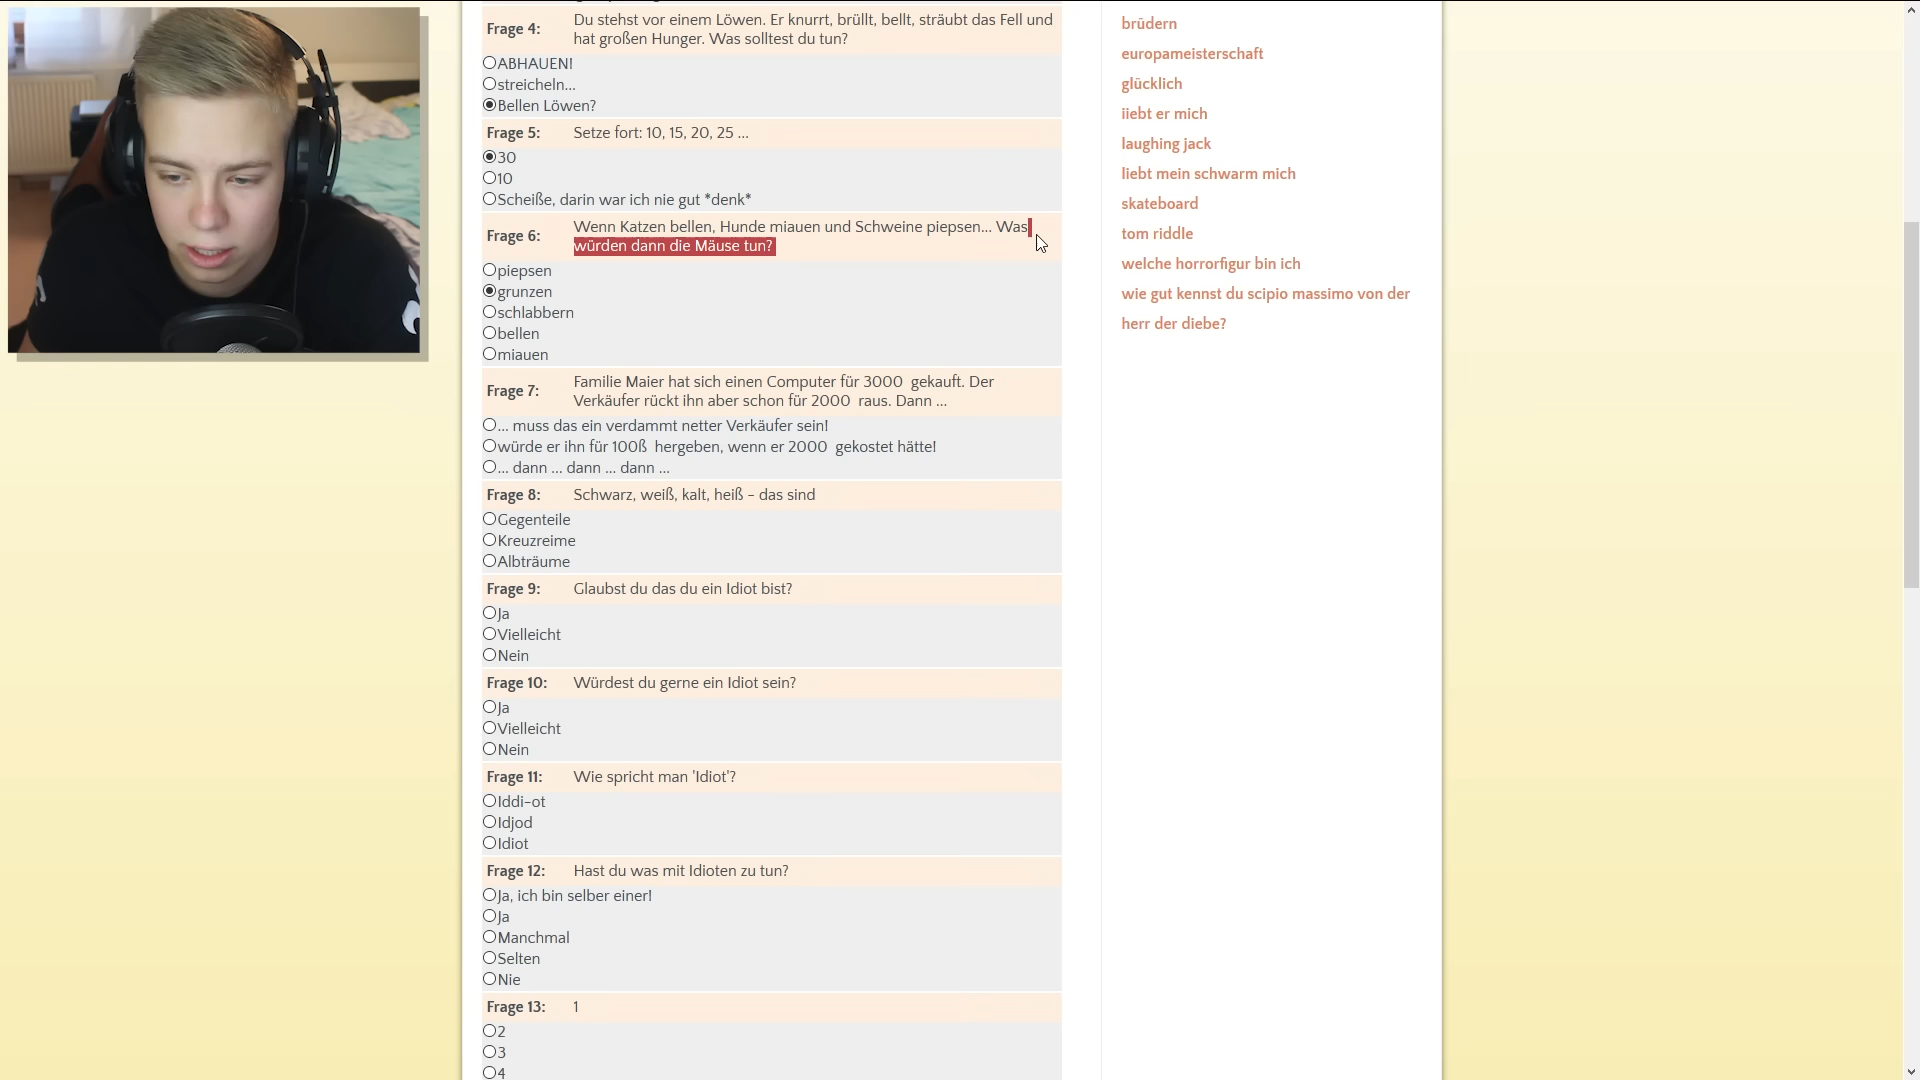 Frage 4: Du stehst vor einem Löwen. Er knurrt, brüllt, bellt, sträubt das Fell und
hat großen Hunger. Was solltest du tun?
ABHAUEN!
streicheln...
Bellen Löwen?
Frage 5: Setze fort: 10, 15, 20, 25 ...
30
10
Scheiße, darin war ich nie gut *denk*
Frage 6: Wenn Katzen bellen, Hunde miauen und Schweine piepsen... Was
würden dann die Mäuse tun?
piepsen
grunzen
schlabbern
bellen
miauen
Frage 7: Familie Maier hat sich einen Computer für 3000 gekauft. Der
Verkäufer rückt ihn aber schon für 2000 raus. Dann ...
... muss das ein verdammt netter Verkäufer sein!
würde er ihn für 100ß hergeben, wenn er 2000 gekostet hätte!
... dann ... dann ... dann ...
Frage 8: Schwarz, weiß, kalt, heiß - das sind
Gegenteile
Kreuzreime
Albträume
Frage 9: Glaubst du das du ein Idiot bist?
Ja
Vielleicht
Nein
Frage 10: Würdest du gerne ein Idiot sein?
Ja
Vielleicht
Nein
Frage 11: Wie spricht man 'Idiot'?
Iddi-ot
Idjod
Idiot
Frage 12: Hast du was mit Idioten zu tun?
Ja, ich bin selber einer!
Ja
Manchmal
Selten
Nie
Frage 13: 1
2
3
4
brüdern
europameisterschaft
glücklich
iiebt er mich
laughing jack
liebt mein schwarm mich
skateboard
tom riddle
welche horrorfigur bin ich
wie gut kennst du scipio massimo von der
herr der diebe?